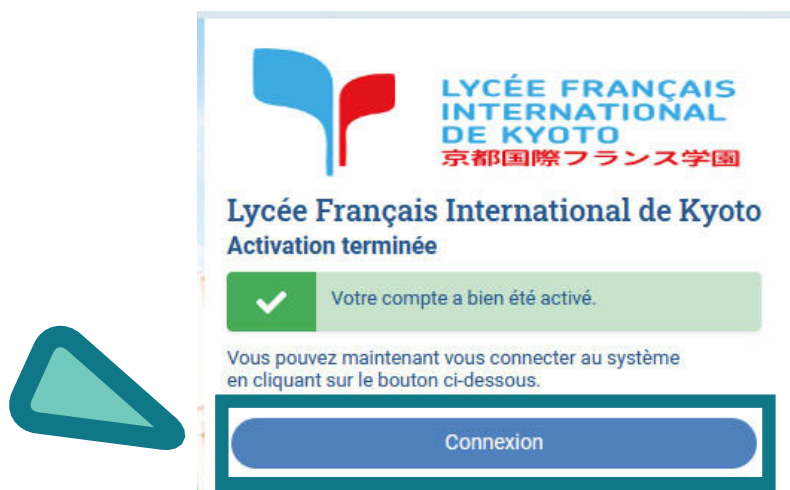 LYCÉE FRANÇAIS
INTERNATIONAL
DE KYOTO
京都国際フランス学園
Lycée Français International de Kyoto
Activation terminée
Votre compte a bien été activé.
Vous pouvez maintenant vous connecter au système
en cliquant sur le bouton ci-dessous.
Connexion